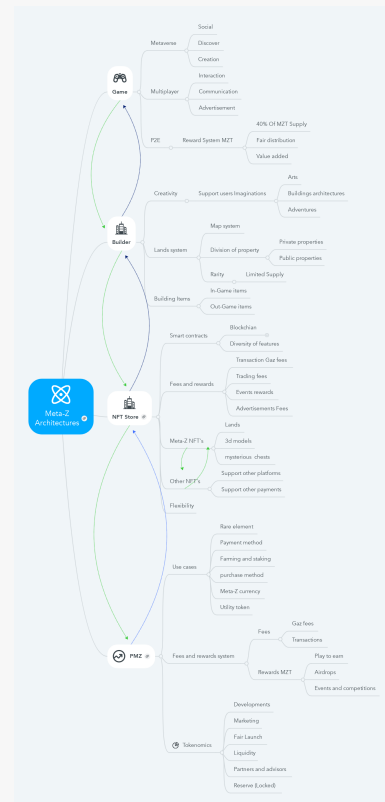 Meta-Z
Architectures
Game
Metaverse
Social
Discover
Creation
Multiplayer
Interaction
Communication
Advertisement
P2E
Reward System MZT
40% Of MZT Supply
Fair distribution
Value added
Builder
Creativity
Support users Imaginations
Arts
Buildings architectures
Adventures
Lands system
Map system
Division of property
Private properties
Public properties
Rarity
Limited Supply
Building Items
In-Game items
Out-Game items
NFT Store
Smart contracts
Blockchian
Diversity of features
Fees and rewards
Transaction Gaz fees
Trading fees
Events rewards
Advertisements Fees
Meta-Z NFT's
Lands
3d models
mysterious chests
Other NFT's
Support other platforms
Support other payments
Flexibility
PMZ
Use cases
Rare element
Payment method
Farming and staking
purchase method
Meta-Z currency
Utility token
Fees and rewards system
Fees
Gaz fees
Transactions
Rewards MZT
Play to earn
Airdrops
Events and competitions
Tokenomics
Developments
Marketing
Fair Launch
Liquidity
Partners and advisors
Reserve (Locked)